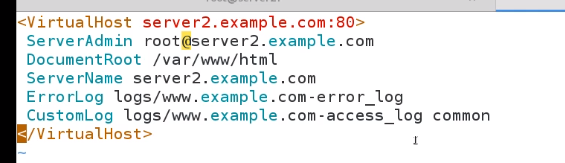 <VirtualHost server2.example.com:80>
ServerAdmin root@server2.example.com
DocumentRoot /var/www/html
ServerName server2.example.com
ErrorLog logs/www.example.com-error_log
CustomLog logs/www.example.com-access_log common
</VirtualHost>
~